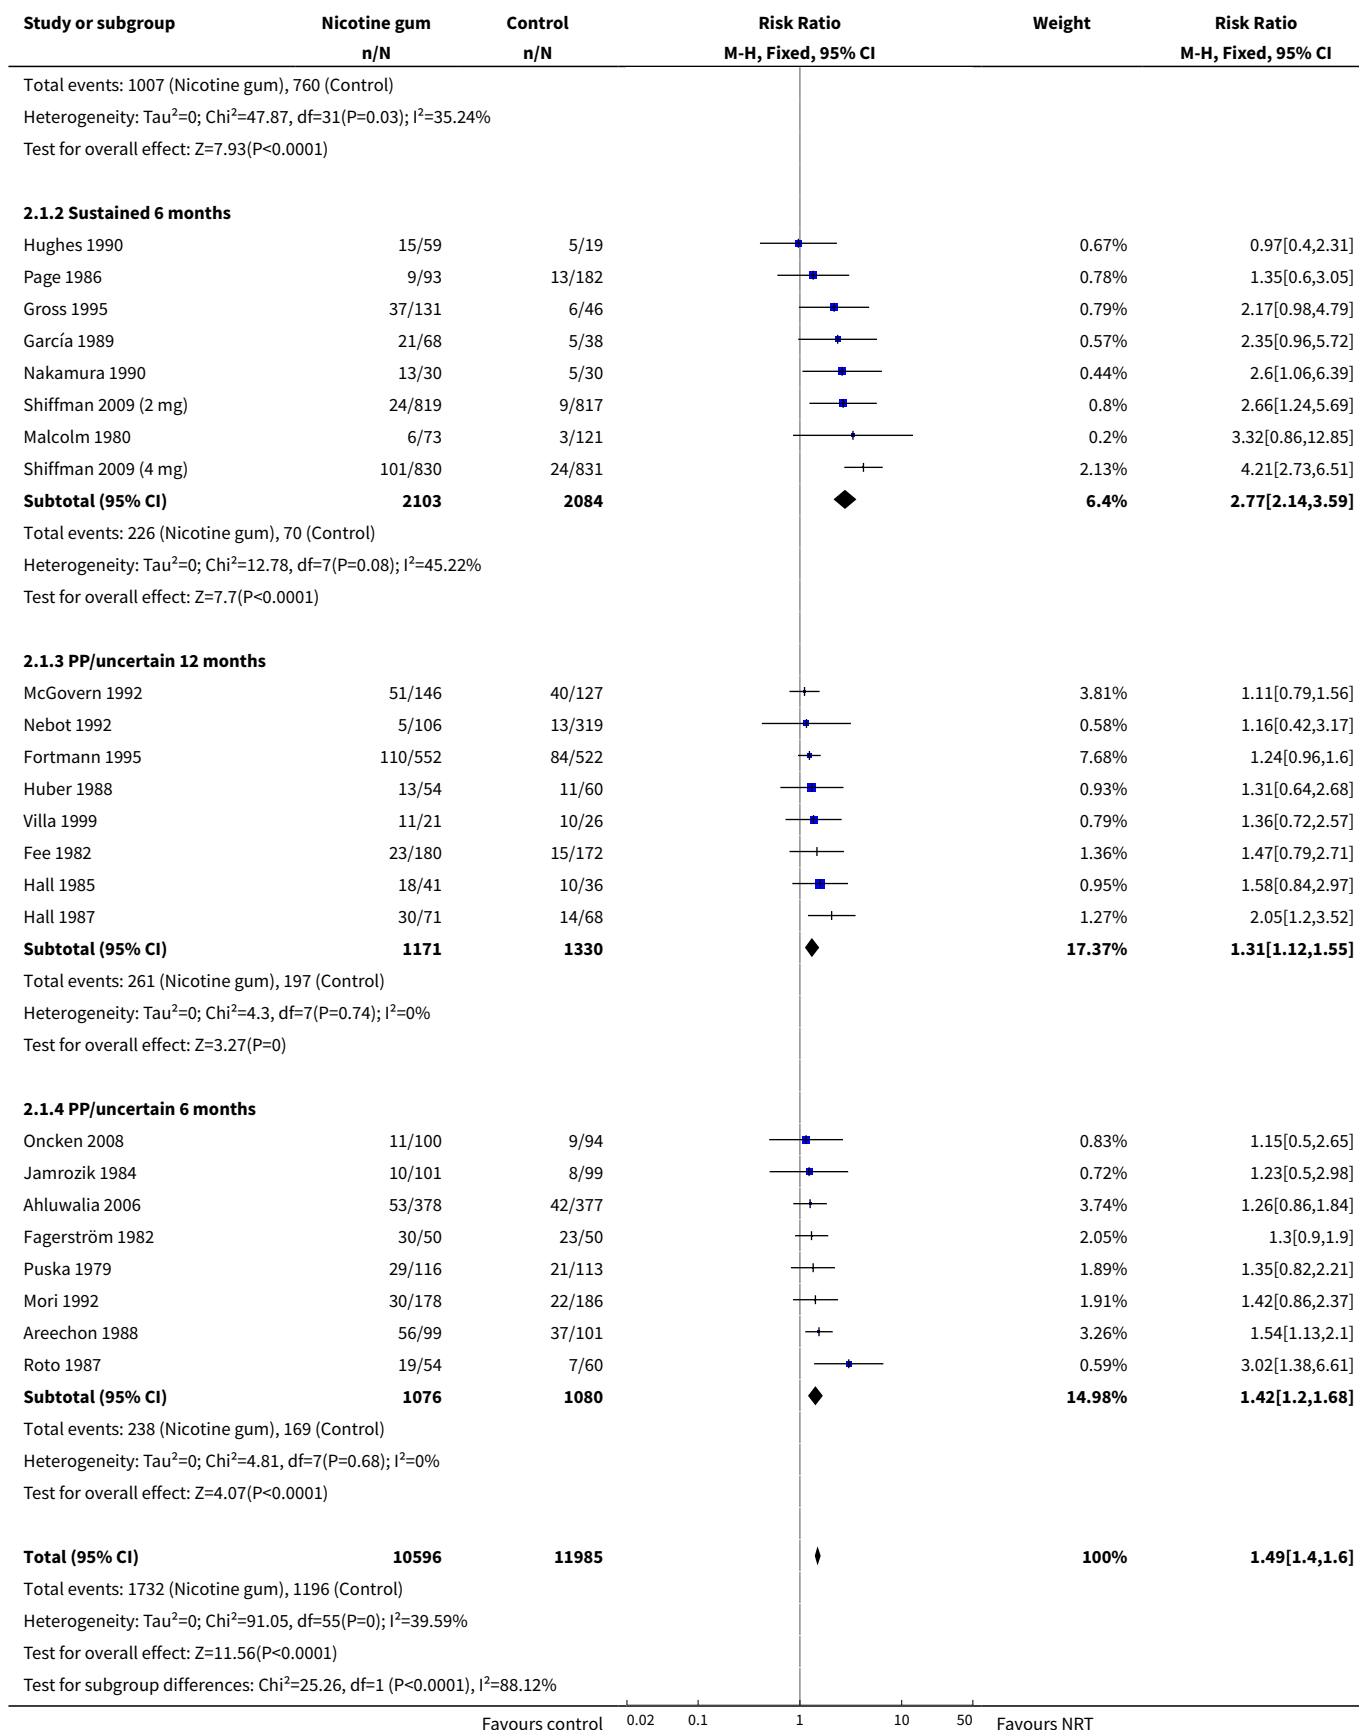 Study or subgroup Nicotine gum Control Risk Ratio Weight Risk Ratio
n/N n/N M-H, Fixed, 95% CI M-H, Fixed, 95% CI
Total events: 1007 (Nicotine gum), 760 (Control)
Heterogeneity: Tau²=0; Chi²=47.87, df=31(P=0.03); I²=35.24%
Test for overall effect: Z=7.93(P<0.0001)
2.1.2 Sustained 6 months
Hughes 1990 15/59 5/19 0.67% 0.97[0.4,2.31]
Page 1986 9/93 13/182 0.78% 1.35[0.6,3.05]
Gross 1995 37/131 6/46 0.79% 2.17[0.98,4.79]
García 1989 21/68 5/38 0.57% 2.35[0.96,5.72]
Nakamura 1990 13/30 5/30 0.44% 2.6[1.06,6.39]
Shiffman 2009 (2 mg) 24/819 9/817 0.8% 2.66[1.24,5.69]
Malcolm 1980 6/73 3/121 0.2% 3.32[0.86,12.85]
Shiffman 2009 (4 mg) 101/830 24/831 2.13% 4.21[2.73,6.51]
Subtotal (95% CI) 2103 2084 6.4% 2.77[2.14,3.59]
Total events: 226 (Nicotine gum), 70 (Control)
Heterogeneity: Tau²=0; Chi²=12.78, df=7(P=0.08); I²=45.22%
Test for overall effect: Z=7.7(P<0.0001)
2.1.3 PP/uncertain 12 months
McGovern 1992 51/146 40/127 3.81% 1.11[0.79,1.56]
Nebot 1992 5/106 13/319 0.58% 1.16[0.42,3.17]
Fortmann 1995 110/552 84/522 7.68% 1.24[0.96,1.6]
Huber 1988 13/54 11/60 0.93% 1.31[0.64,2.68]
Villa 1999 11/21 10/26 0.79% 1.36[0.72,2.57]
Fee 1982 23/180 15/172 1.36% 1.47[0.79,2.71]
Hall 1985 18/41 10/36 0.95% 1.58[0.84,2.97]
Hall 1987 30/71 14/68 1.27% 2.05[1.2,3.52]
Subtotal (95% CI) 1171 1330 17.37% 1.31[1.12,1.55]
Total events: 261 (Nicotine gum), 197 (Control)
Heterogeneity: Tau²=0; Chi²=4.3, df=7(P=0.74); I²=0%
Test for overall effect: Z=3.27(P=0)
2.1.4 PP/uncertain 6 months
Oncken 2008 11/100 9/94 0.83% 1.15[0.5,2.65]
Jamrozik 1984 10/101 8/99 0.72% 1.23[0.5,2.98]
Ahluwalia 2006 53/378 42/377 3.74% 1.26[0.86,1.84]
Fagerström 1982 30/50 23/50 2.05% 1.3[0.9,1.9]
Puska 1979 29/116 21/113 1.89% 1.35[0.82,2.21]
Mori 1992 30/178 22/186 1.91% 1.42[0.86,2.37]
Areechon 1988 56/99 37/101 3.26% 1.54[1.13,2.1]
Roto 1987 19/54 7/60 0.59% 3.02[1.38,6.61]
Subtotal (95% CI) 1076 1080 14.98% 1.42[1.2,1.68]
Total events: 238 (Nicotine gum), 169 (Control)
Heterogeneity: Tau²=0; Chi²=4.81, df=7(P=0.68); I²=0%
Test for overall effect: Z=4.07(P<0.0001)
Total (95% CI) 10596 11985 100% 1.49[1.4,1.6]
Total events: 1732 (Nicotine gum), 1196 (Control)
Heterogeneity: Tau²=0; Chi²=91.05, df=55(P=0); I²=39.59%
Test for overall effect: Z=11.56(P<0.0001)
Test for subgroup differences: Chi²=25.26, df=1 (P<0.0001), I²=88.12%
Favours control 0.02 0.1 1 10 50 Favours NRT